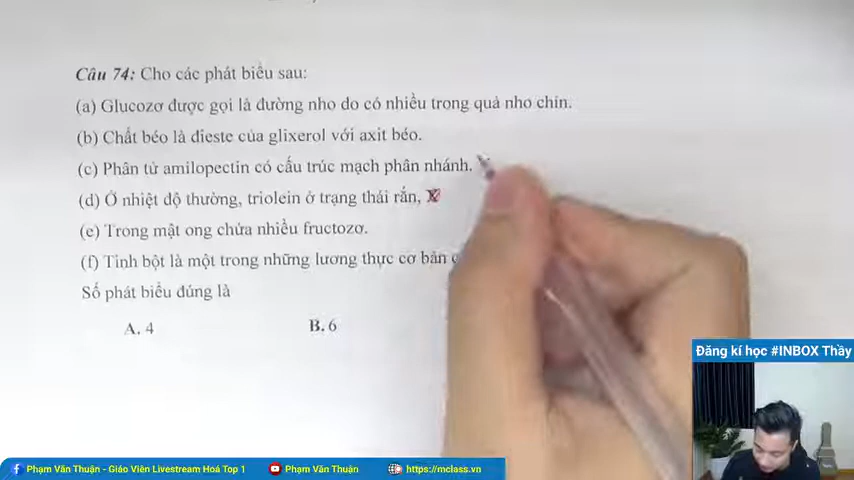 Câu 74: Cho các phát biểu sau:
(a) Glucozơ được gọi là đường nho do có nhiều trong quả nho chín.
(b) Chất béo là đieste của glixerol với axit béo.
(c) Phân tử amilopectin có cấu trúc mạch phân nhánh.
(d) Ở nhiệt độ thường, triolein ở trạng thái rắn,
(e) Trong mật ong chứa nhiều fructozơ.
(f) Tinh bột là một trong những lương thực cơ bản
Số phát biểu đúng là
A. 4 B. 6
Đăng kí học #INBOX Thầy
Phạm Văn Thuận - Giáo Viên Livestream Hoá Top 1 Phạm Văn Thuận https://mclass.vn